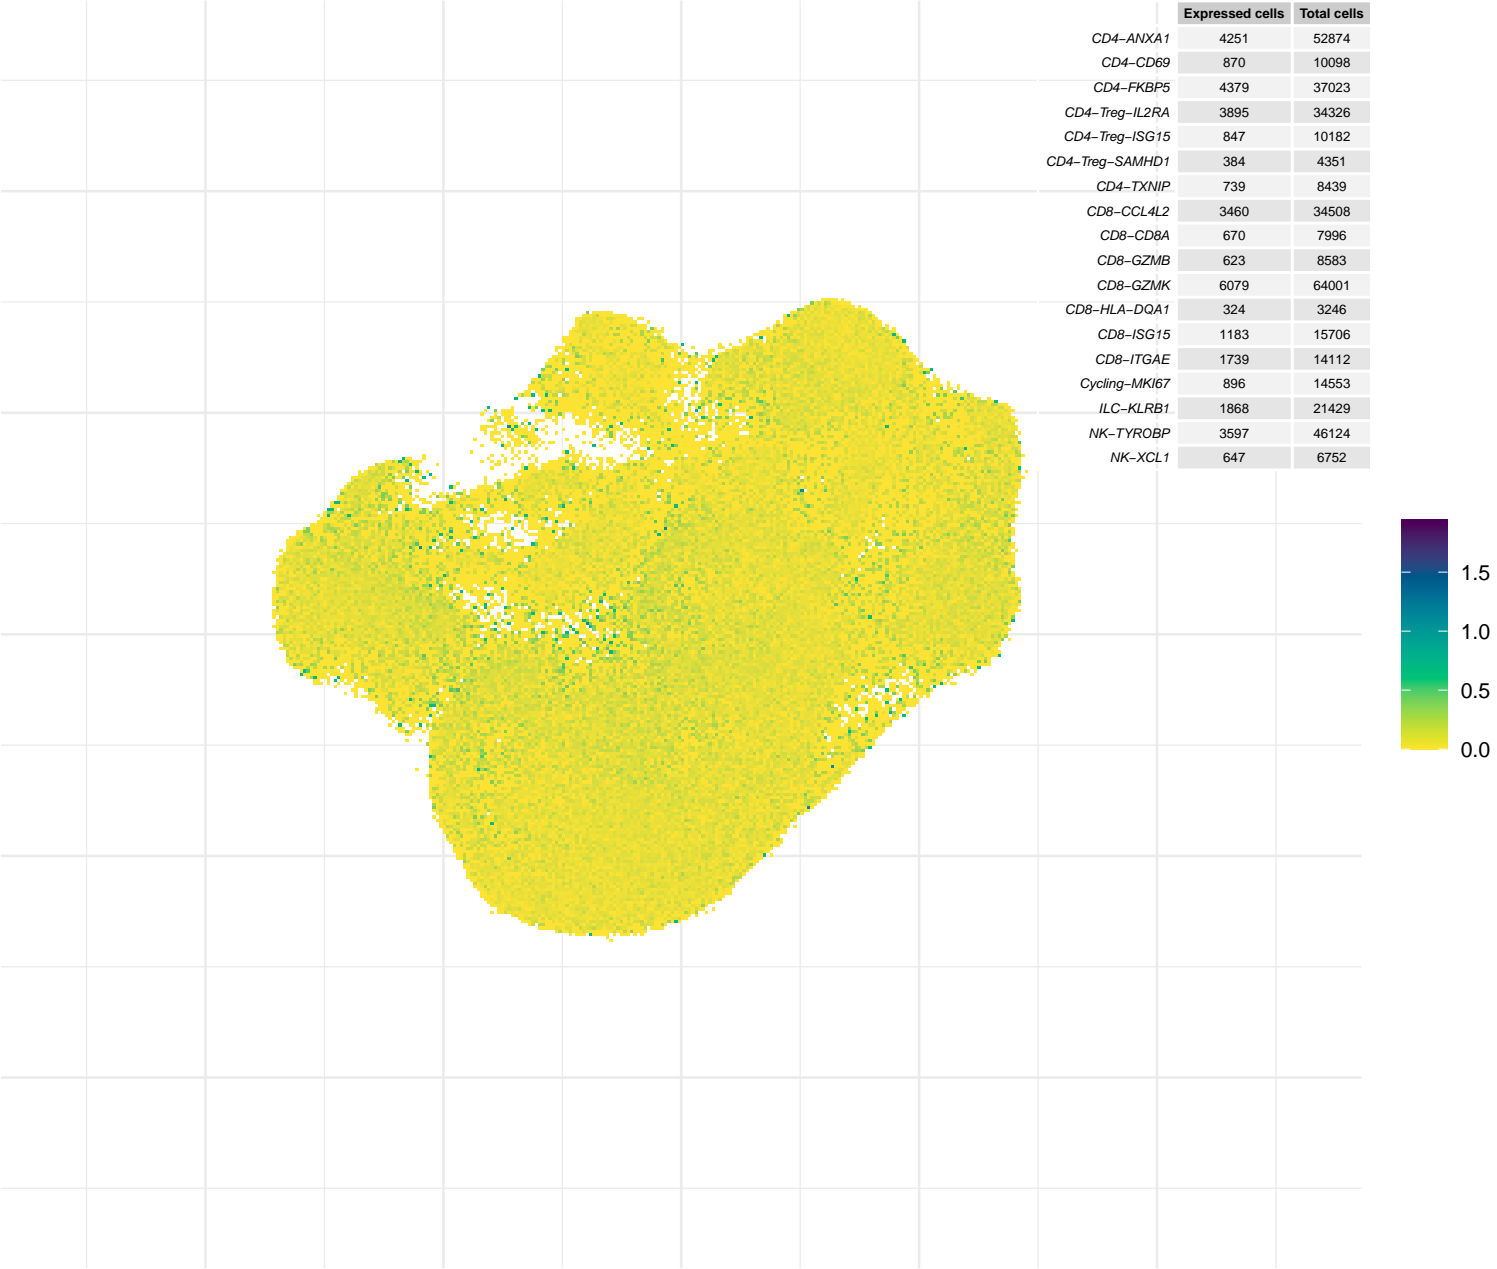 Expressed cells Total cells
CD4−ANXA1 4251 52874
CD4−CD69 870 10098
CD4−FKBP5 4379 37023
CD4−Treg−IL2RA 3895 34326
CD4−Treg−ISG15 847 10182
CD4−Treg−SAMHD1 384 4351
CD4−TXNIP 739 8439
CD8−CCL4L2 3460 34508
CD8−CD8A 670 7996
CD8−GZMB 623 8583
CD8−GZMK 6079 64001
CD8−HLA−DQA1 324 3246
CD8−ISG15 1183 15706
CD8−ITGAE 1739 14112
Cycling−MKI67 896 14553
ILC−KLRB1 1868 21429
NK−TYROBP 3597 46124
NK−XCL1 647 6752
1.5
1.0
0.5
0.0